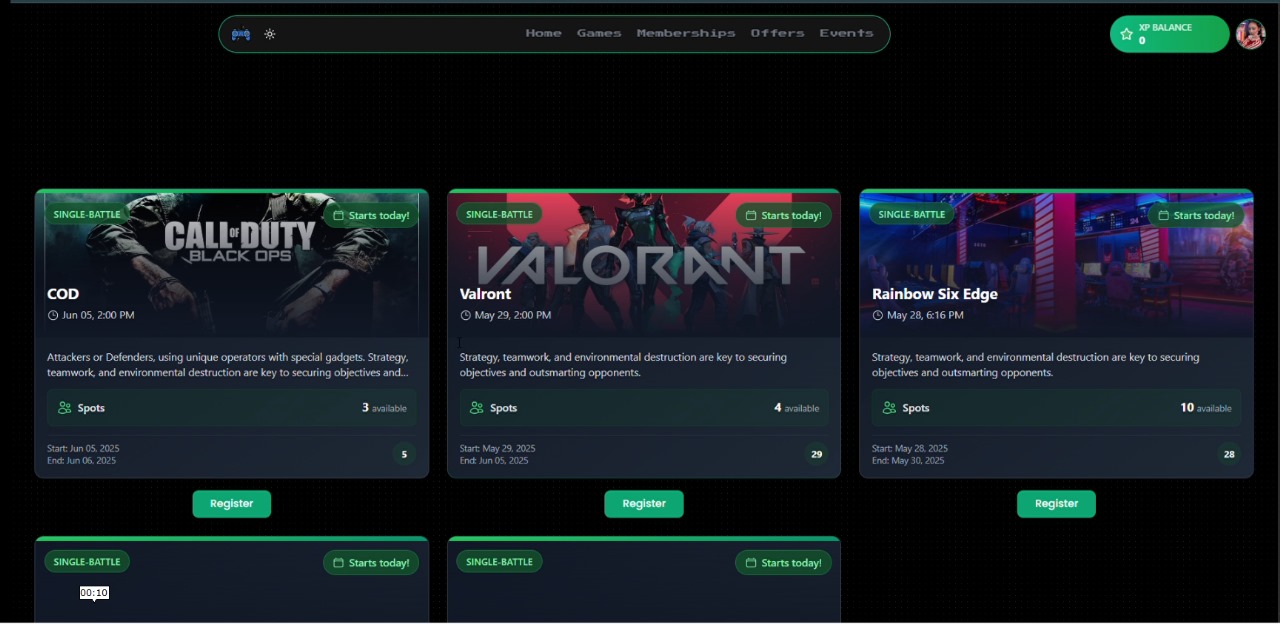 Home Games Memberships Offers Events
XP BALANCE
0
SINGLE-BATTLE
Starts today!
CALL OF DUTY
BLACK OPS
COD
Jun 05, 2:00 PM
Attackers or Defenders, using unique operators with special gadgets. Strategy,
teamwork, and environmental destruction are key to securing objectives and...
Spots
3 available
Start: Jun 05, 2025
End: Jun 06, 2025
5
Register
SINGLE-BATTLE
Starts today!
VALORANT
Valront
May 29, 2:00 PM
Strategy, teamwork, and environmental destruction are key to securing
objectives and outsmarting opponents.
Spots
4 available
Start: May 29, 2025
End: Jun 05, 2025
29
Register
SINGLE-BATTLE
Starts today!
Rainbow Six Edge
May 28, 6:16 PM
Strategy, teamwork, and environmental destruction are key to securing
objectives and outsmarting opponents.
Spots
10 available
Start: May 28, 2025
End: May 30, 2025
28
Register
SINGLE-BATTLE
Starts today!
00:10
SINGLE-BATTLE
Starts today!